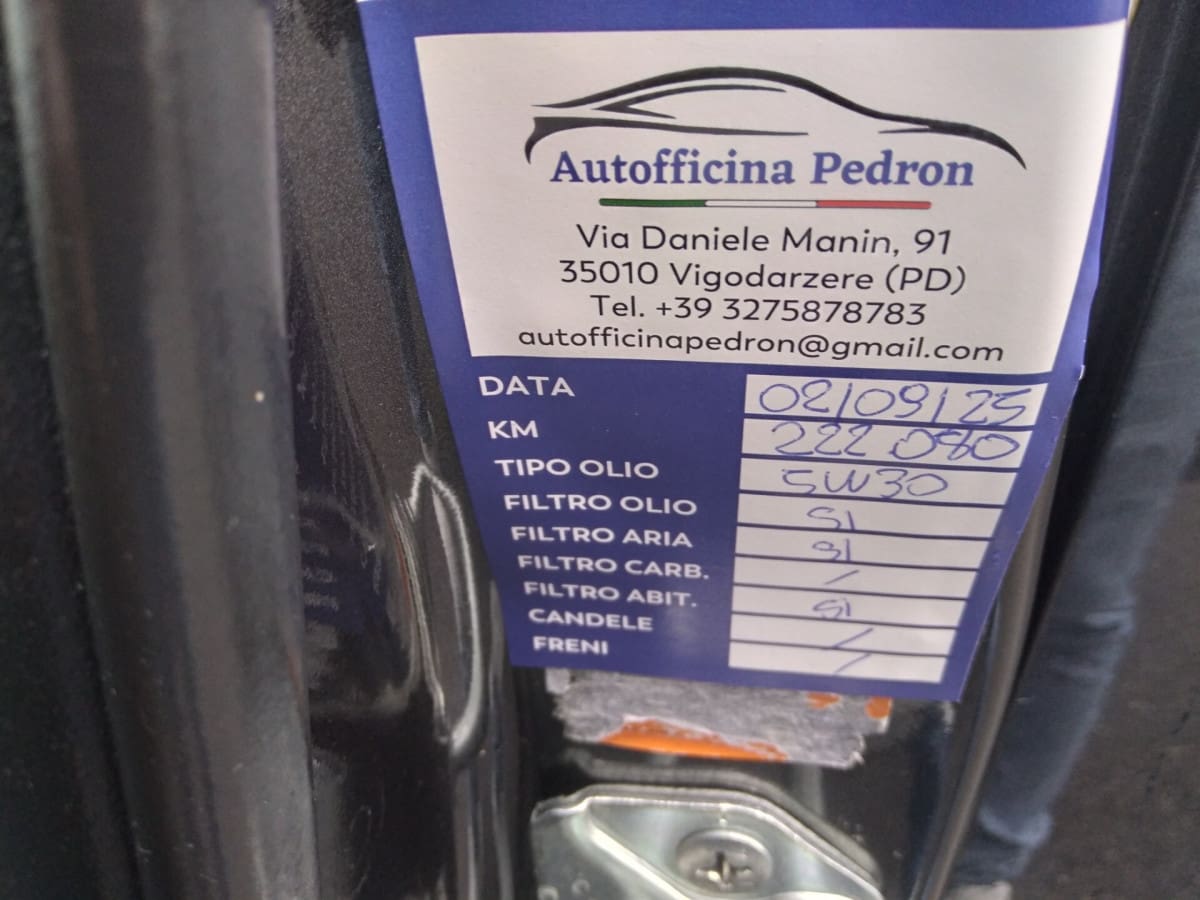 Autofficina Pedron
Via Daniele Manin, 91
35010 Vigodarzere (PD)
Tel. +39 3275878783
autofficinapedron@gmail.com
DATA 02/09/25
KM 222.080
TIPO OLIO 5W30
FILTRO OLIO SI
FILTRO ARIA SI
FILTRO CARB. /
FILTRO ABIT. SI
CANDELE /
FRENI /